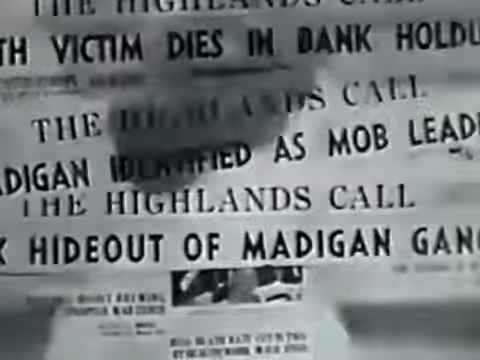 THE HIGHLANDS CALL
TH VICTIM DIES IN BANK HOLDU
THE HIGHLANDS CALL
ADIGAN IDENTIFIED AS MOB LEADE
THE HIGHLANDS CALL
K HIDEOUT OF MADIGAN GANG